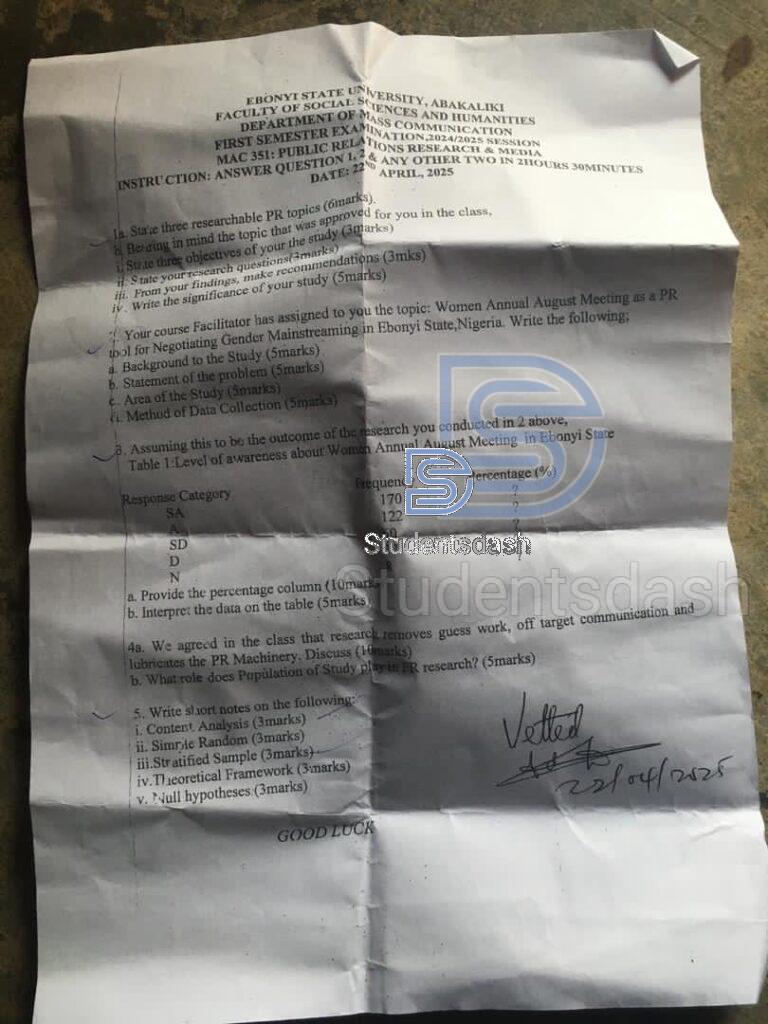 EBONYI STATE UNIVERSITY, ABAKALIKI
FACULTY OF SOCIAL SCIENCES AND HUMANITIES
DEPARTMENT OF MASS COMMUNICATION
FIRST SEMESTER EXAMINATION,2024/2025 SESSION
MAC 351: PUBLIC RELATIONS RESEARCH & MEDIA
INSTRUCTION: ANSWER QUESTION 1, 2 & ANY OTHER TWO IN 2HOURS 30MINUTES
DATE: 22ND APRIL, 2025
1a. State three researchable PR topics (6marks).
b. Bearing in mind the topic that was approved for you in the class,
i. State three objectives of your the study (3marks)
ii. State your research questions(3marks)
iii. From your findings, make recommendations (3mks)
iv. Write the significance of your study (5marks)
2. Your course Facilitator has assigned to you the topic: Women Annual August Meeting as a PR
tool for Negotiating Gender Mainstreaming in Ebonyi State,Nigeria. Write the following;
a. Background to the Study (5marks)
b. Statement of the problem (5marks)
c. Area of the Study (5marks)
Method of Data Collection (5marks)
3. Assuming this to be the outcome of the research you conducted in 2 above,
Table 1:Level of awareness about Women Annual August Meeting in Ebonyi State
Response Category Frequency Percentage (%)
SA 170 ?
A 122 ?
SD ?
D ?
N
a. Provide the percentage column (10marks
b. Interpret the data on the table (5marks)
4a. We agreed in the class that research removes guess work, off target communication and
lubricates the PR Machinery. Discuss (10marks)
b. What role does Population of Study play in PR research? (5marks)
5. Write short notes on the following:
i. Content Analysis (3marks)
ii. Simple Random (3marks)
iii.Stratified Sample (3marks)
iv.Theoretical Framework (3marks)
v. Null hypotheses (3marks)
GOOD LUCK
Vetted
22/04/2025
Studentsdash
Studentsdash